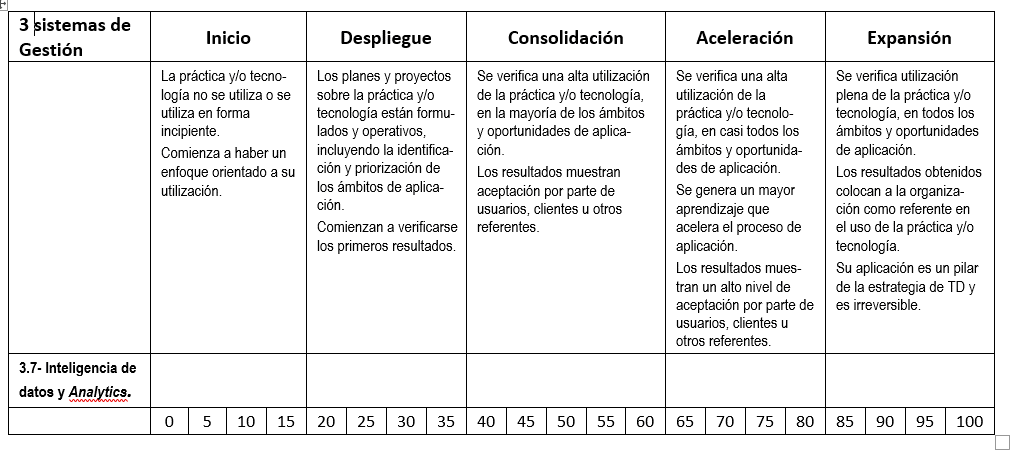 3 sistemas de
Gestión
Inicio
Despliegue
Consolidación
Aceleración
Expansión
La práctica y/o tecno-
logía no se utiliza o se
utiliza en forma
incipiente.
Comienza a haber un
enfoque orientado a su
utilización.
Los planes y proyectos
sobre la práctica y/o
tecnología están formu-
lados y operativos,
incluyendo la identifica-
ción y priorización de
los ámbitos de aplica-
ción.
Comienzan a verificarse
los primeros resultados.
Se verifica una alta utilización
de la práctica y/o tecnología,
en la mayoría de los ámbitos
y oportunidades de aplica-
ción.
Los resultados muestran
aceptación por parte de
usuarios, clientes u otros
referentes.
Se verifica una alta
utilización de la
práctica y/o tecnolo-
gía, en casi todos los
ámbitos y oportunida-
des de aplicación.
Se genera un mayor
aprendizaje que
acelera el proceso de
aplicación.
Los resultados mues-
tran un alto nivel de
aceptación por parte de
usuarios, clientes u
otros referentes.
Se verifica utilización
plena de la práctica y/o
tecnología, en todos los
ámbitos y oportunidades
de aplicación.
Los resultados obtenidos
colocan a la organiza-
ción como referente en
el uso de la práctica y/o
tecnología.
Su aplicación es un pilar
de la estrategia de TD y
es irreversible.
3.7- Inteligencia de
datos y Analytics.
0 5 10 15 20 25 30 35 40 45 50 55 60 65 70 75 80 85 90 95 100